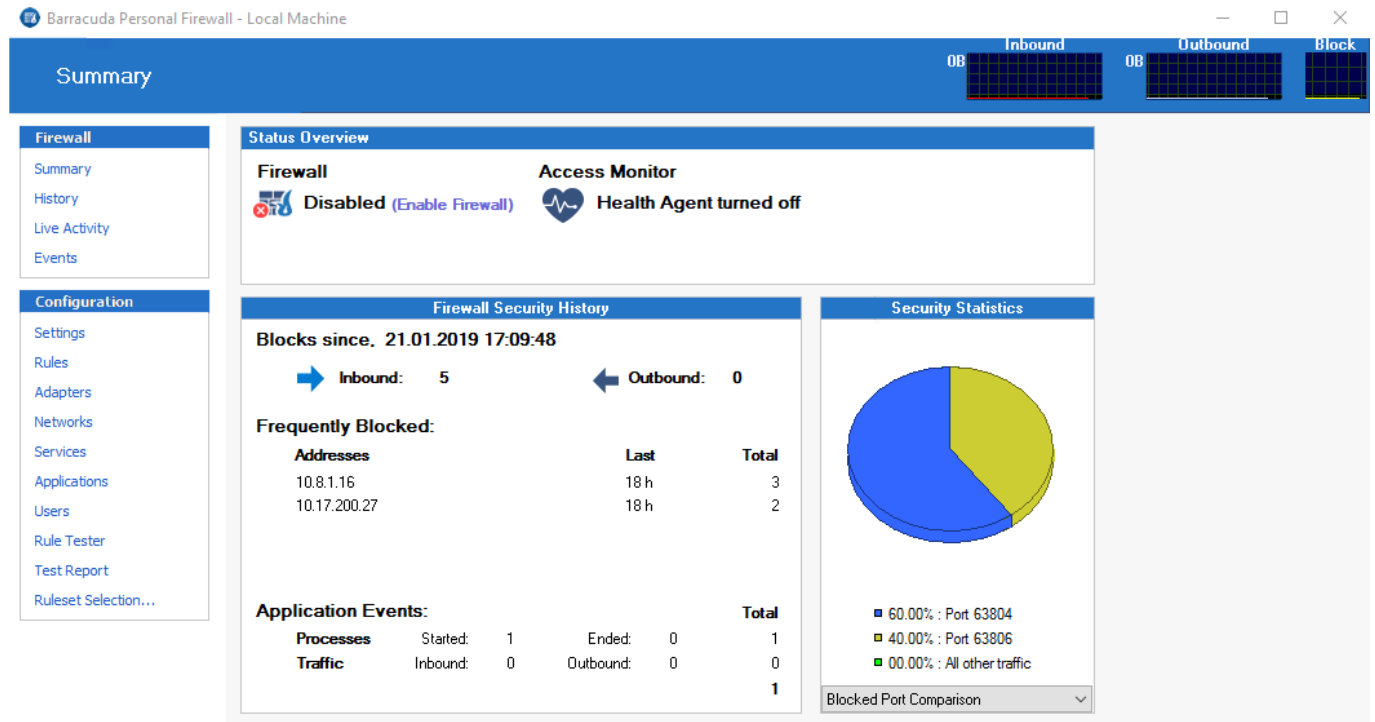 Barracuda Personal Firewall - Local Machine
Summary
Inbound
0B
Outbound
0B
Block
Firewall
Summary
History
Live Activity
Events
Configuration
Settings
Rules
Adapters
Networks
Services
Applications
Users
Rule Tester
Test Report
Ruleset Selection...
Status Overview
Firewall
Disabled (Enable Firewall)
Access Monitor
Health Agent turned off
Firewall Security History
Blocks since, 21.01.2019 17:09:48
Inbound: 5 Outbound: 0
Frequently Blocked:
Addresses Last Total
10.8.1.16 18 h 3
10.17.200.27 18 h 2
Application Events: Total
Processes Started: 1 Ended: 0 1
Traffic Inbound: 0 Outbound: 0 0
1
Security Statistics
60.00% : Port 63804
40.00% : Port 63806
00.00% : All other traffic
Blocked Port Comparison